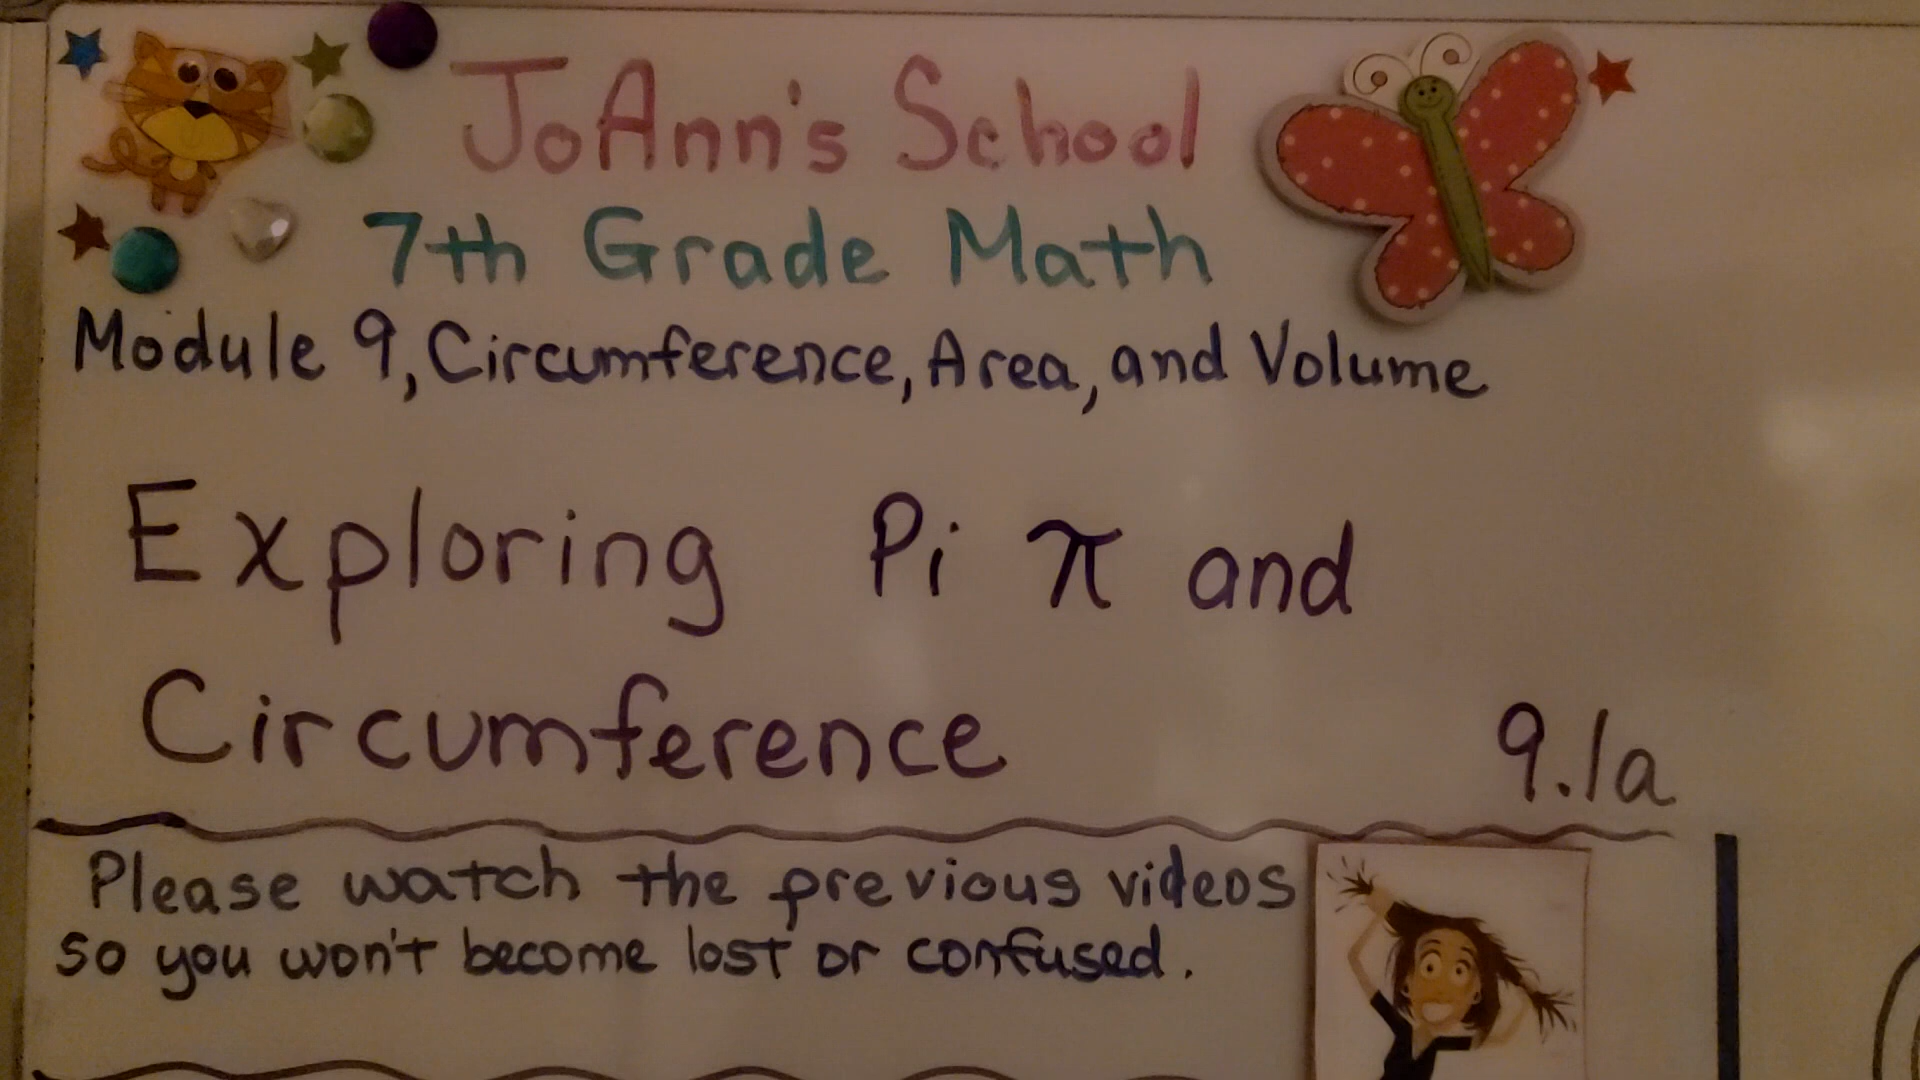 JoAnn's School
7th Grade Math
Module 9, Circumference, Area, and Volume
Exploring Pi π and
Circumference
9.1a
Please watch the previous videos
so you won't become lost or confused.